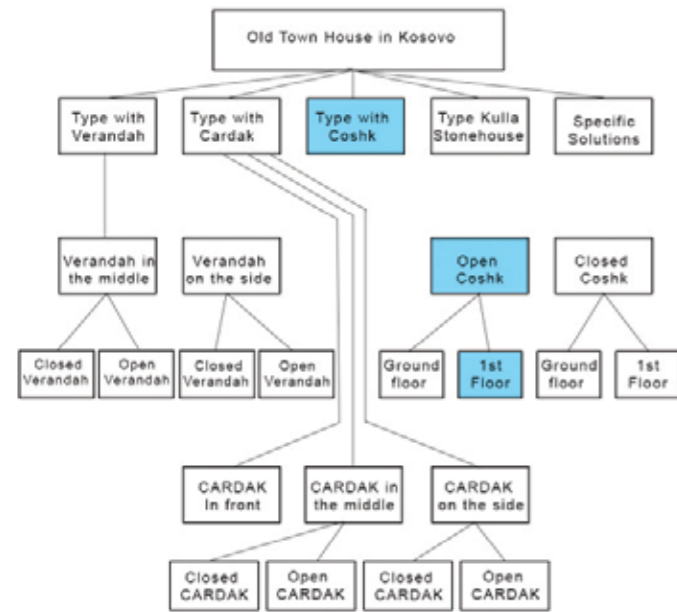 Old Town House in Kosovo
Type with
Verandah
Type with
Cardak
Type with
Coshk
Type Kulla
Stonehouse
Specific
Solutions
Verandah in
the middle
Verandah
on the side
Open
Coshk
Closed
Coshk
Closed
Verandah
Open
Verandah
Closed
Verandah
Open
Verandah
Ground
floor
1st
Floor
Ground
floor
1st
Floor
CARDAK
In front
CARDAK in
the middle
CARDAK
on the side
Closed
CARDAK
Open
CARDAK
Closed
CARDAK
Open
CARDAK